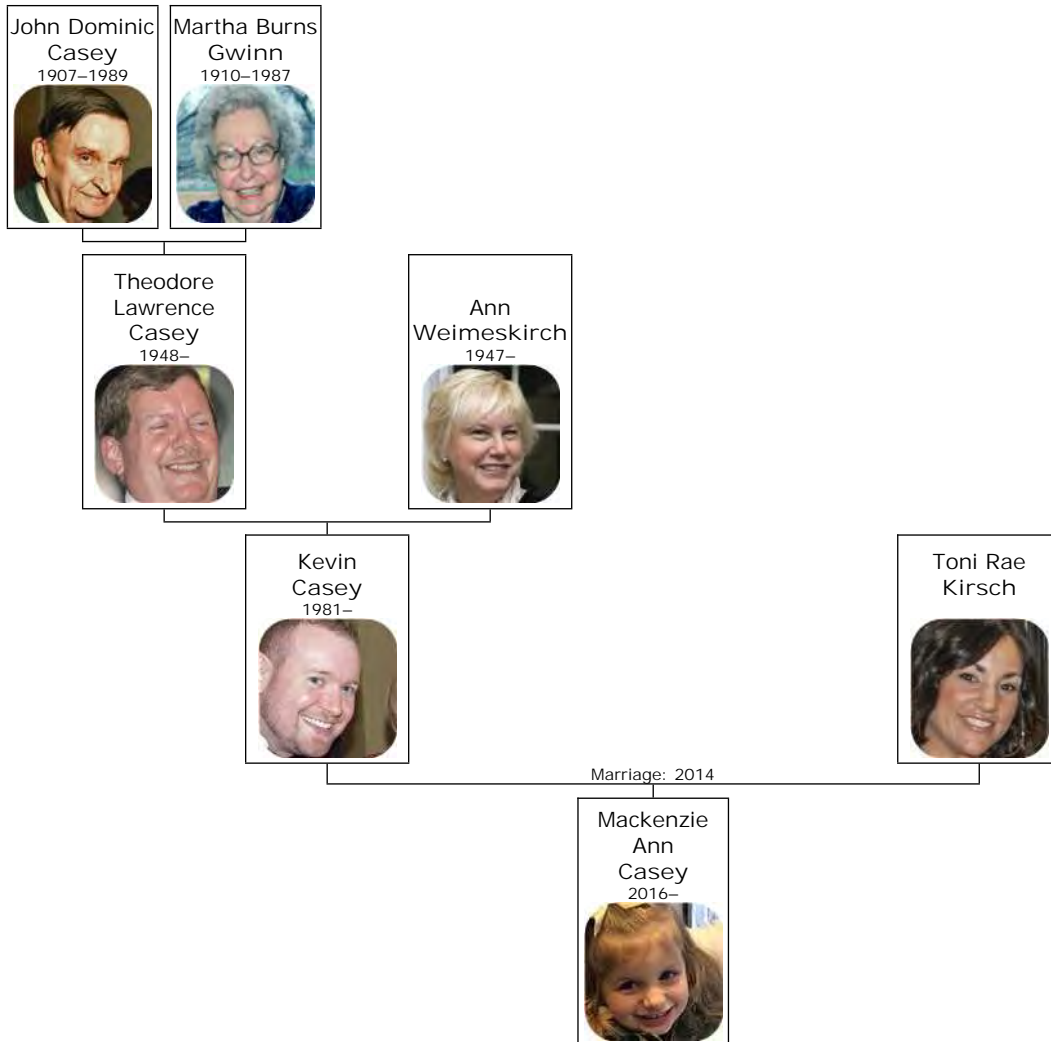 John Dominic
Casey
1907–1989
Martha Burns
Gwinn
1910–1987
Theodore
Lawrence
Casey
1948–
Ann
Weimeskirch
1947–
Kevin
Casey
1981–
Toni Rae
Kirsch
Marriage: 2014
Mackenzie
Ann
Casey
2016–